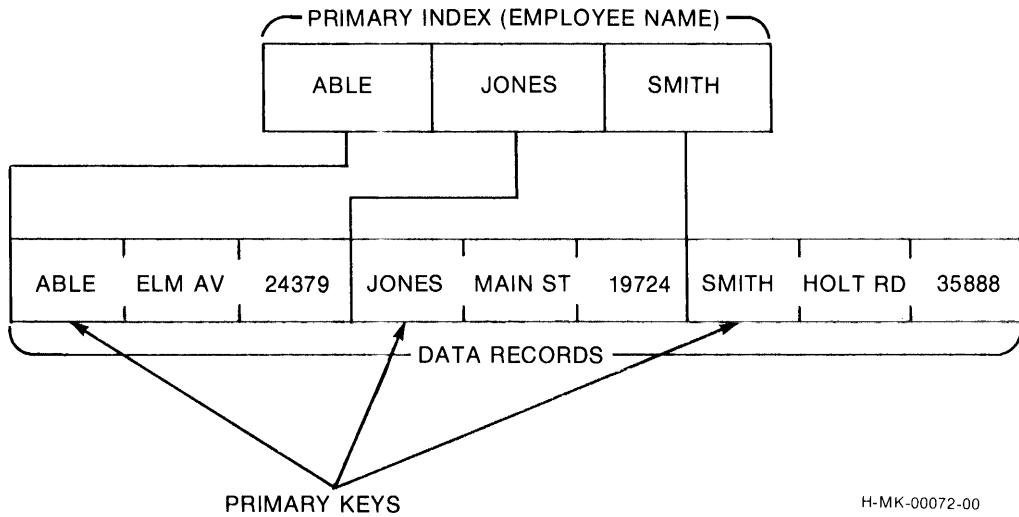 PRIMARY INDEX (EMPLOYEE NAME)
ABLE JONES SMITH
ABLE ELM AV 24379 JONES MAIN ST 19724 SMITH HOLT RD 35888
DATA RECORDS
PRIMARY KEYS
H-MK-00072-00